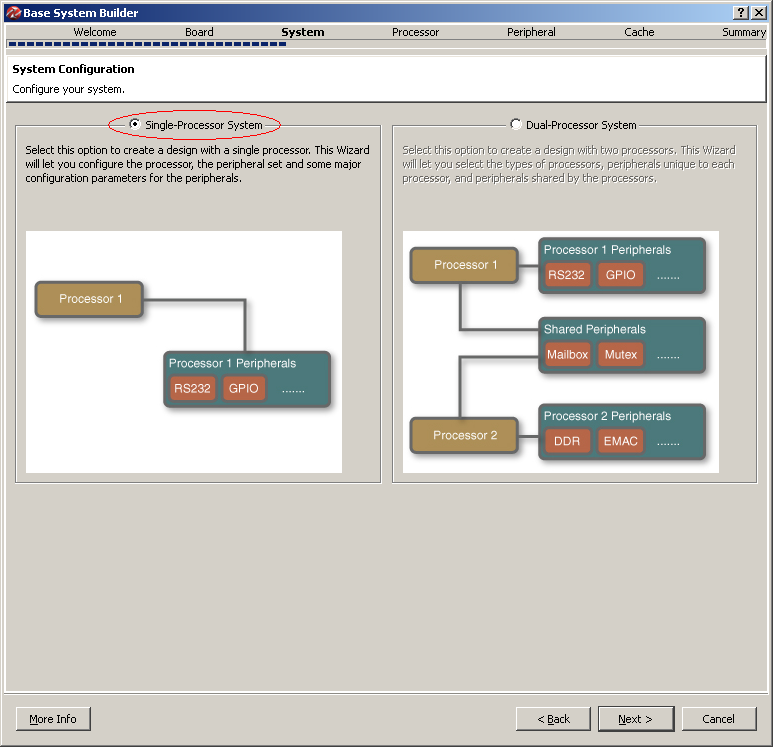 Base System Builder
Welcome Board System Processor Peripheral Cache Summary
System Configuration
Configure your system.
Single-Processor System
Select this option to create a design with a single processor. This Wizard
will let you configure the processor, the peripheral set and some major
configuration parameters for the peripherals.
Processor 1
Processor 1 Peripherals
RS232 GPIO .......
Dual-Processor System
Select this option to create a design with two processors. This Wizard
will let you select the types of processors, peripherals unique to each
processor, and peripherals shared by the processors.
Processor 1
Processor 1 Peripherals
RS232 GPIO .......
Shared Peripherals
Mailbox Mutex .......
Processor 2
Processor 2 Peripherals
DDR EMAC .......
More Info
< Back
Next >
Cancel